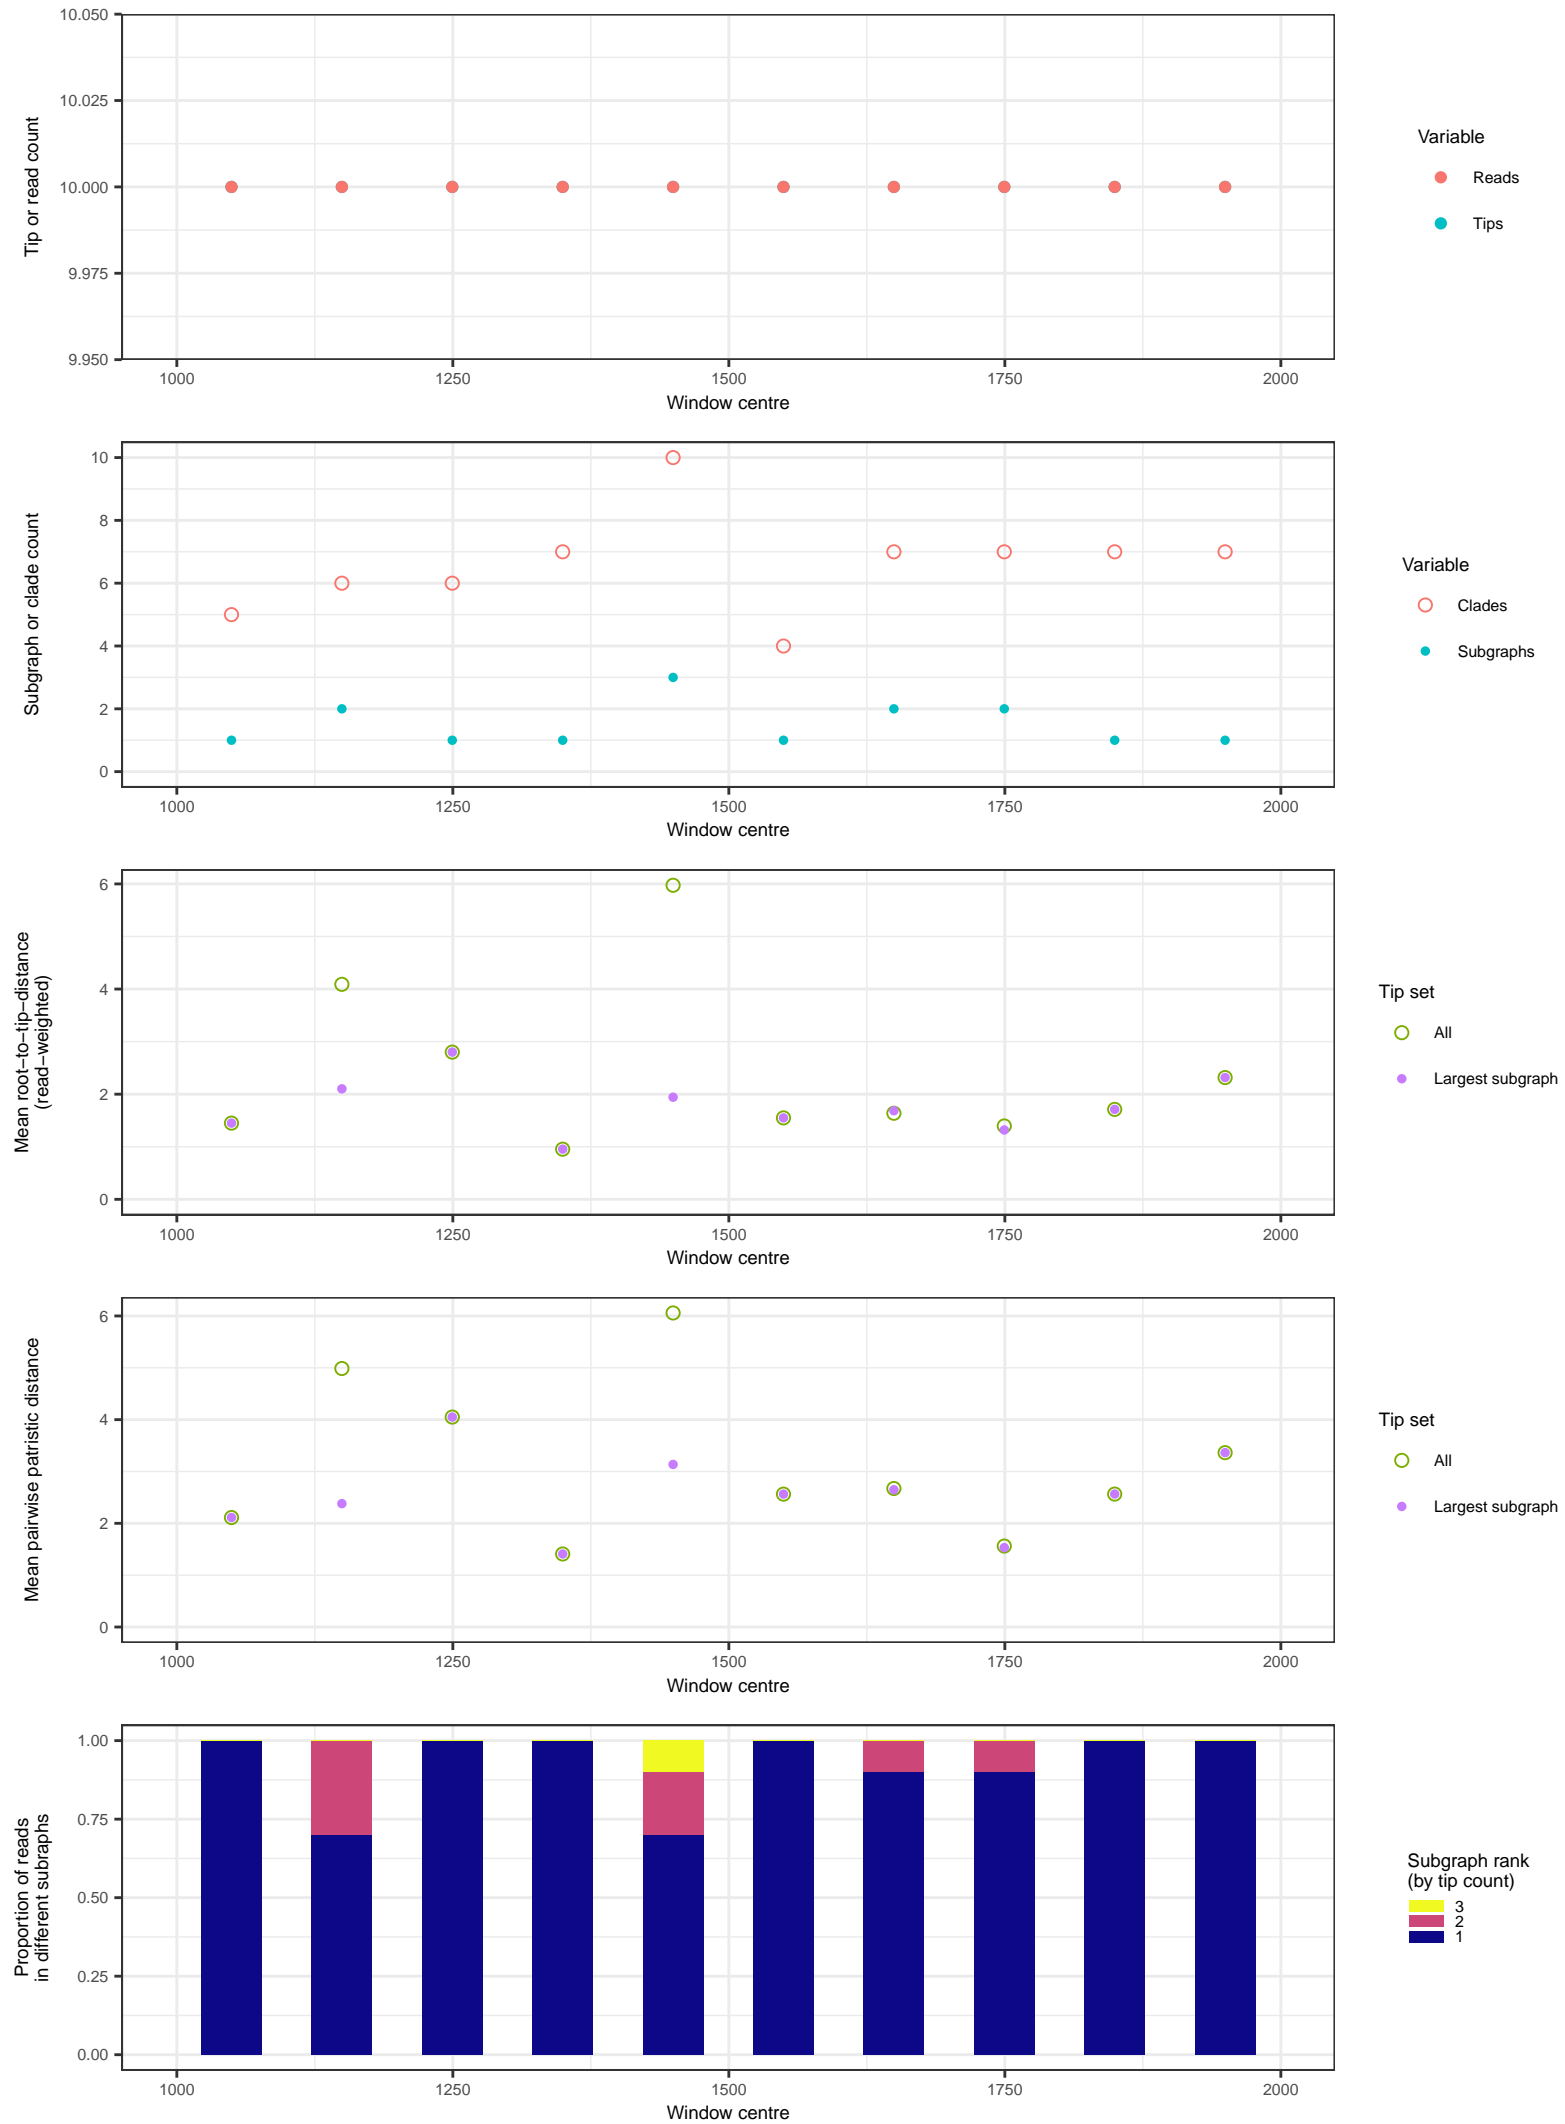 10.050
10.025
10.000
9.975
9.950
Tip or read count
1000 1250 1500 1750 2000
Window centre
Variable
Reads
Tips
10
8
6
4
2
0
Subgraph or clade count
1000 1250 1500 1750 2000
Window centre
Variable
Clades
Subgraphs
6
4
2
0
Mean root−to−tip−distance
(read−weighted)
1000 1250 1500 1750 2000
Window centre
Tip set
All
Largest subgraph
6
4
2
0
Mean pairwise patristic distance
1000 1250 1500 1750 2000
Window centre
Tip set
All
Largest subgraph
1.00
0.75
0.50
0.25
0.00
Proportion of reads
in different subraphs
1000 1250 1500 1750 2000
Window centre
Subgraph rank
(by tip count)
3
2
1